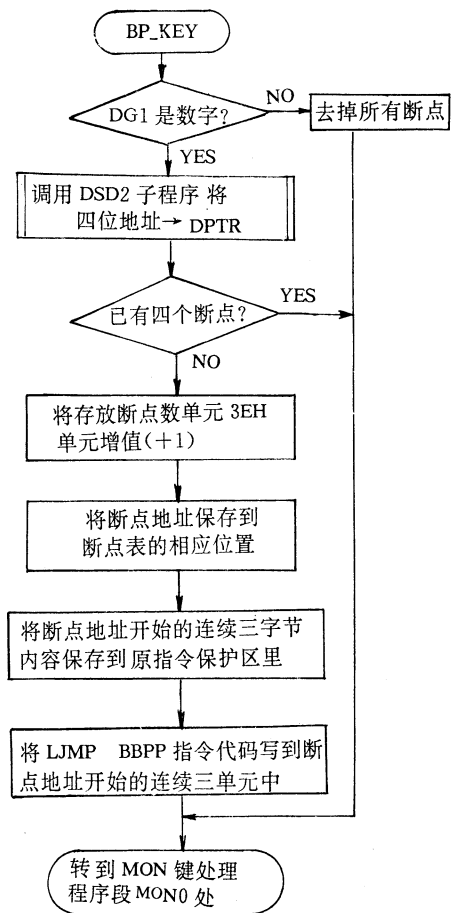 BP_KEY
DG1 是数字?
NO
去掉所有断点
YES
调用 DSD2 子程序 将
四位地址→ DPTR
已有四个断点?
YES
NO
将存放断点数单元 3EH
单元增值(+1)
将断点地址保存到
断点表的相应位置
将断点地址开始的连续三字节
内容保存到原指令保护区里
将 LJMP BBPP 指令代码写到断
点地址开始的连续三单元中
转到 MON 键处理
程序段 MON0 处